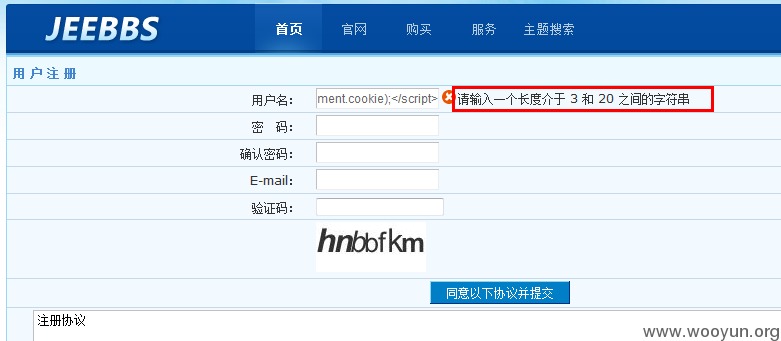 JEEBBS 首页 官网 购买 服务 主题搜索
用户注册
用户名: ment.cookie);</script> 请输入一个长度介于 3 和 20 之间的字符串
密 码:
确认密码:
E-mail:
验证码:
hnbbfkm
同意以下协议并提交
注册协议
www.wooyun.org